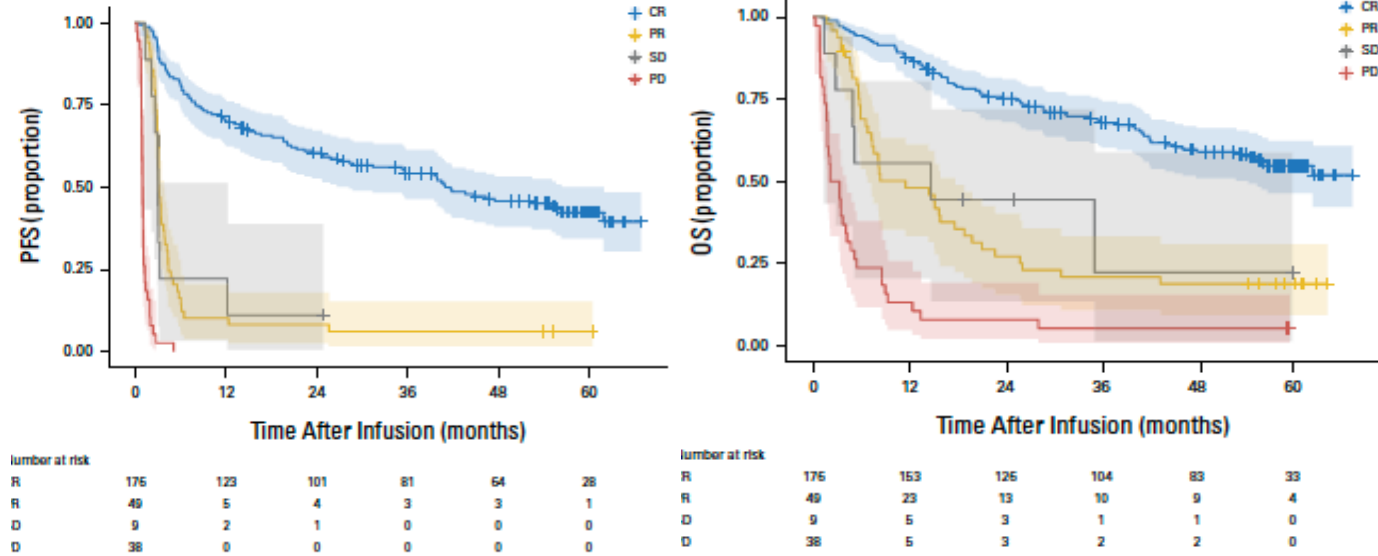 1.00
0.75
0.50
0.25
0.00
PFS (proportion)
CR
PR
SD
PD
0 12 24 36 48 60
Time After Infusion (months)
lumber at risk
R 176 123 101 81 64 28
R 49 5 4 3 3 1
D 9 2 1 0 0 0
D 38 0 0 0 0 0
1.00
0.75
0.50
0.25
0.00
OS (proportion)
CR
PR
SD
PD
0 12 24 36 48 60
Time After Infusion (months)
lumber at risk
R 176 153 126 104 83 33
R 49 23 13 10 9 4
D 9 5 3 1 1 0
D 38 5 3 2 2 0